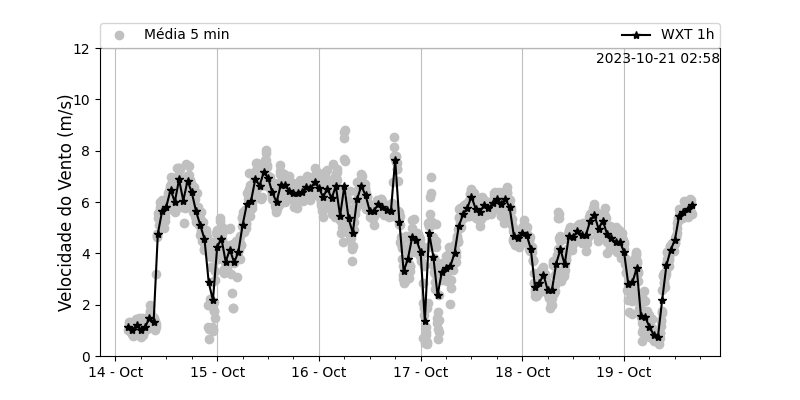 Média 5 min
WXT 1h
2023-10-21 02:58
Velocidade do Vento (m/s)
12
10
8
6
4
2
0
14 - Oct
15 - Oct
16 - Oct
17 - Oct
18 - Oct
19 - Oct